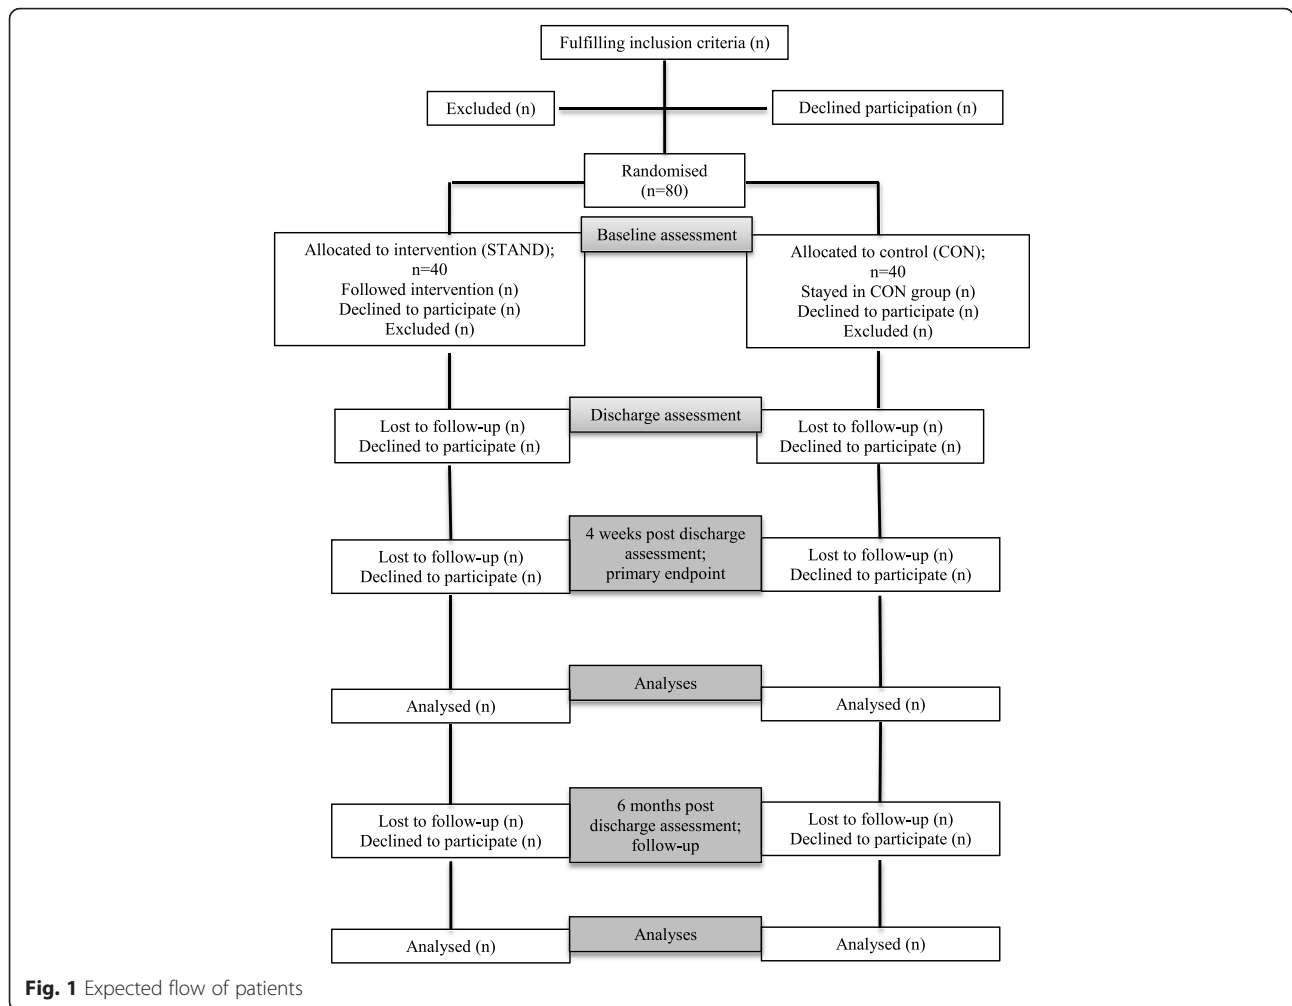 Fulfilling inclusion criteria (n)
Excluded (n)
Declined participation (n)
Randomised
(n=80)
Baseline assessment
Allocated to intervention (STAND);
n=40
Followed intervention (n)
Declined to participate (n)
Excluded (n)
Allocated to control (CON);
n=40
Stayed in CON group (n)
Declined to participate (n)
Excluded (n)
Discharge assessment
Lost to follow-up (n)
Declined to participate (n)
Lost to follow-up (n)
Declined to participate (n)
4 weeks post discharge
assessment;
primary endpoint
Lost to follow-up (n)
Declined to participate (n)
Lost to follow-up (n)
Declined to participate (n)
Analyses
Analysed (n)
Analysed (n)
6 months post
discharge assessment;
follow-up
Lost to follow-up (n)
Declined to participate (n)
Lost to follow-up (n)
Declined to participate (n)
Analyses
Analysed (n)
Analysed (n)
Fig. 1 Expected flow of patients